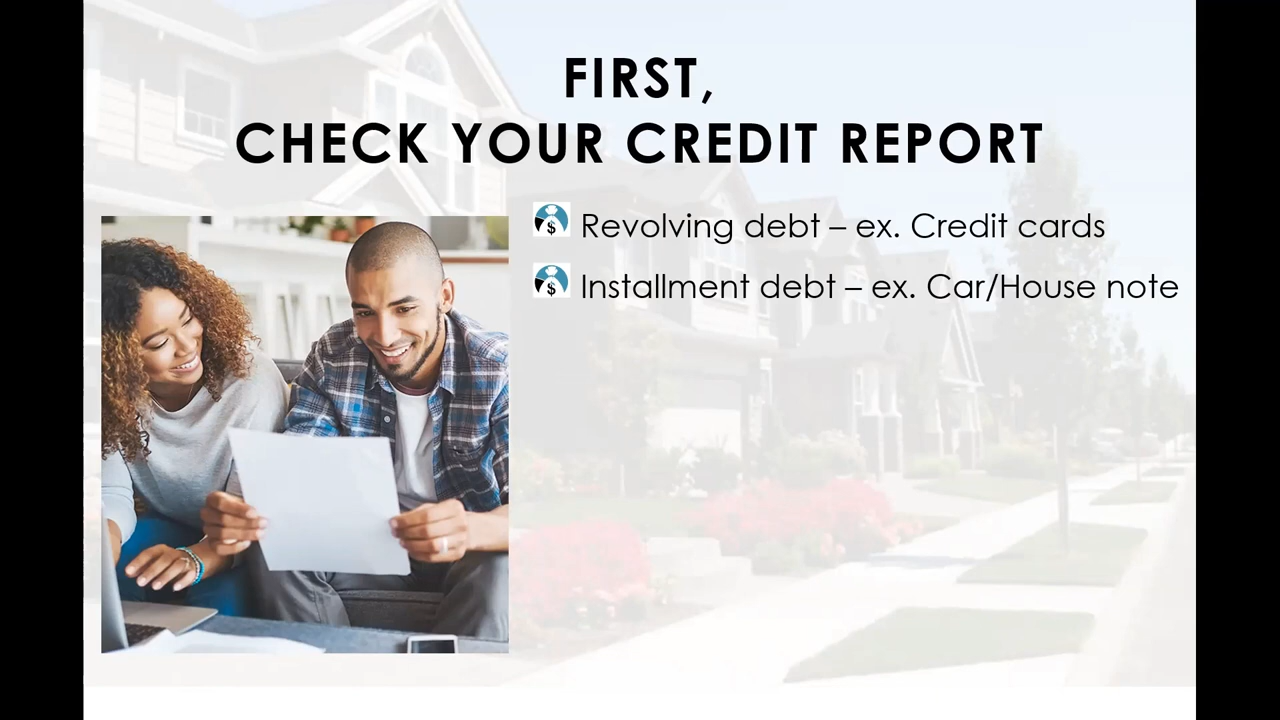 FIRST,
CHECK YOUR CREDIT REPORT
$ Revolving debt – ex. Credit cards
$ Installment debt – ex. Car/House note